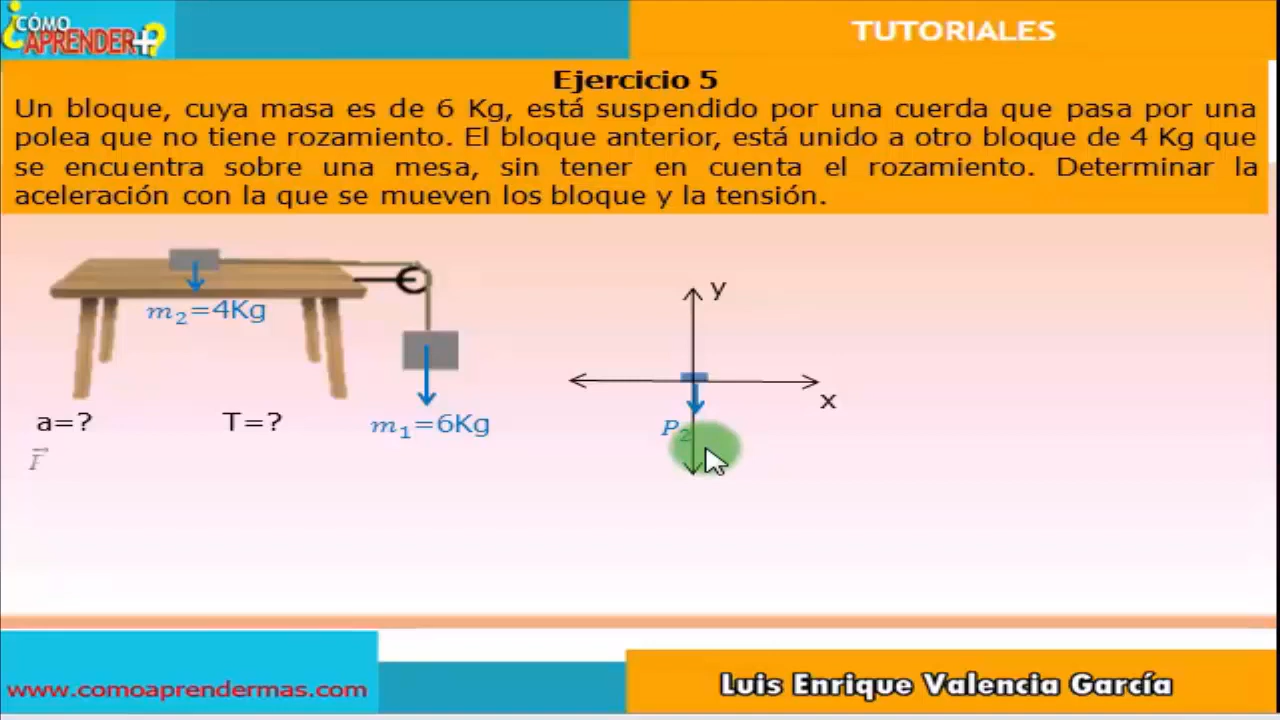 ¿CÓMO
APRENDER+?
TUTORIALES
Ejercicio 5
Un bloque, cuya masa es de 6 Kg, está suspendido por una cuerda que pasa por una
polea que no tiene rozamiento. El bloque anterior, está unido a otro bloque de 4 Kg que
se encuentra sobre una mesa, sin tener en cuenta el rozamiento. Determinar la
aceleración con la que se mueven los bloque y la tensión.
m₂=4Kg
a=?
T=?
m₁=6Kg
y
x
P₂
www.comoaprendermas.com
Luis Enrique Valencia García